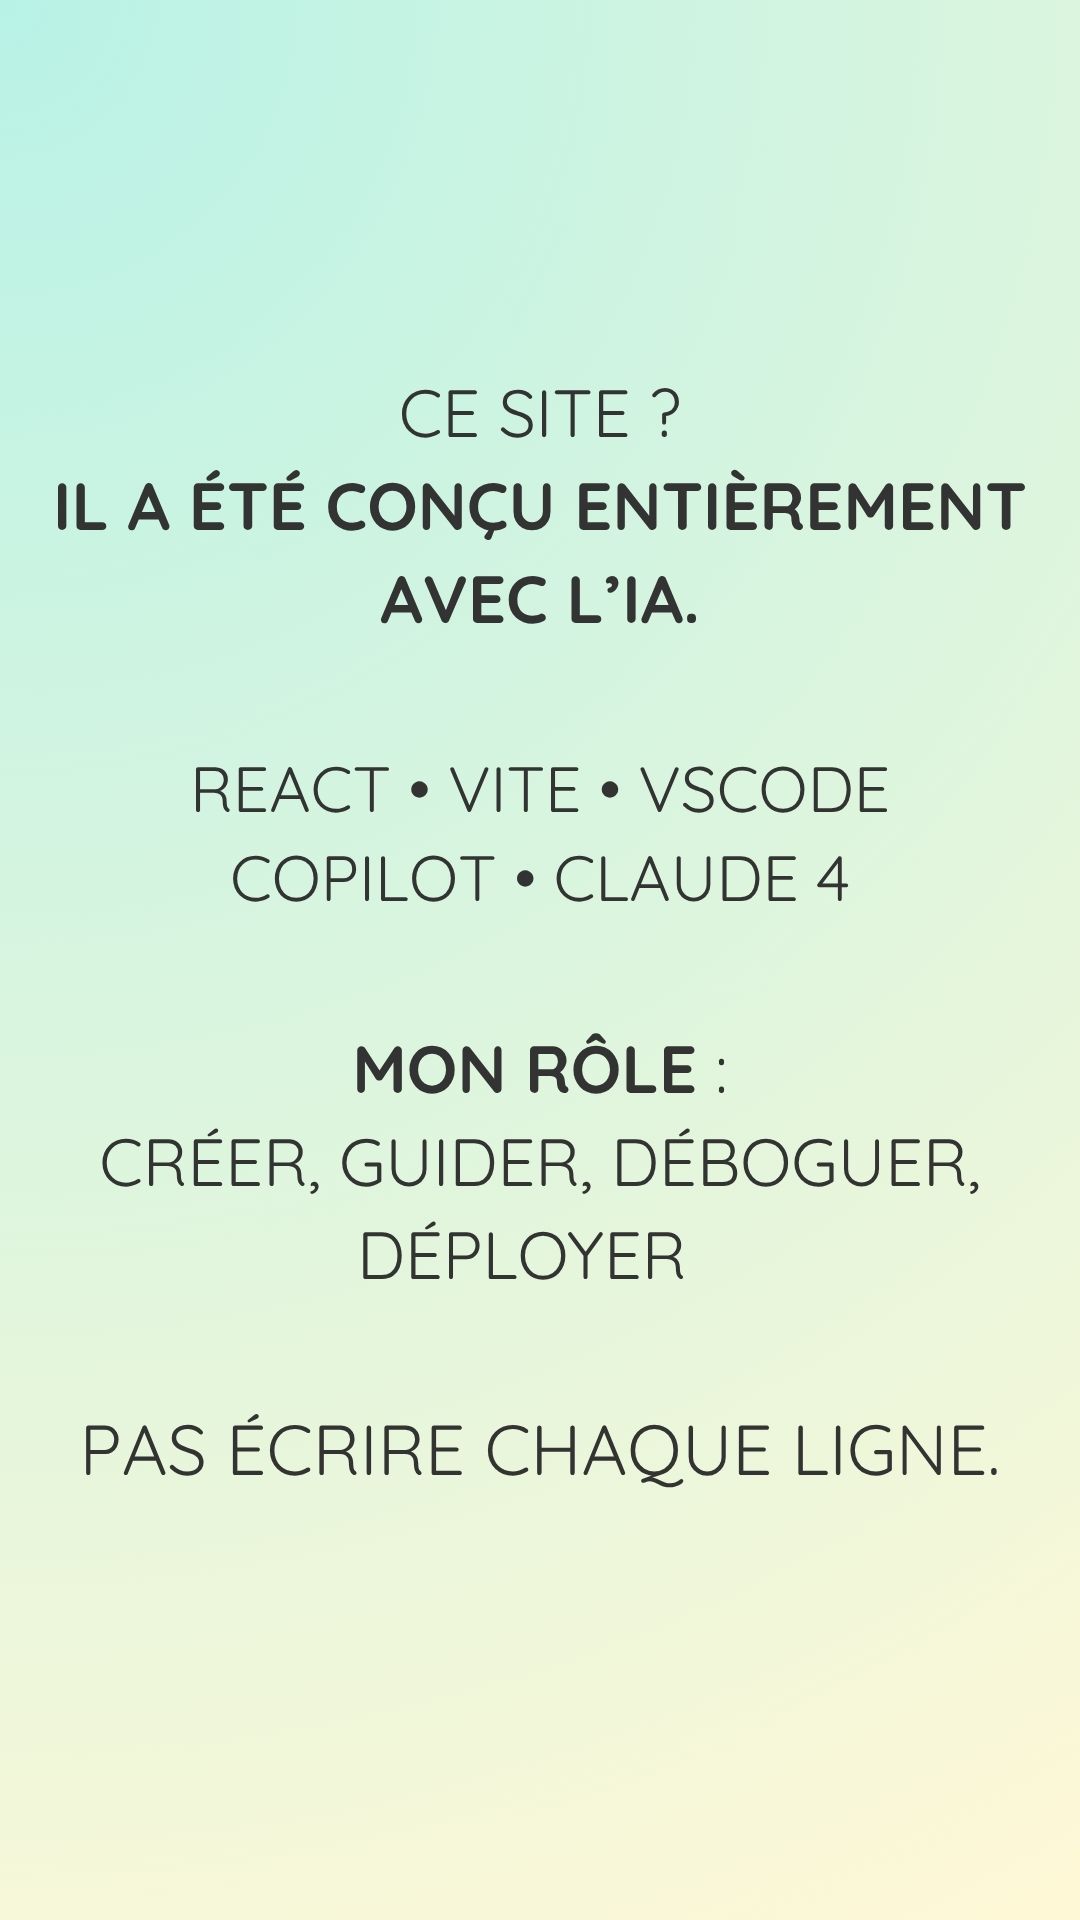 CE SITE ?
IL A ÉTÉ CONÇU ENTIÈREMENT
AVEC L’IA.
REACT • VITE • VSCODE
COPILOT • CLAUDE 4
MON RÔLE :
CRÉER, GUIDER, DÉBOGUER,
DÉPLOYER
PAS ÉCRIRE CHAQUE LIGNE.